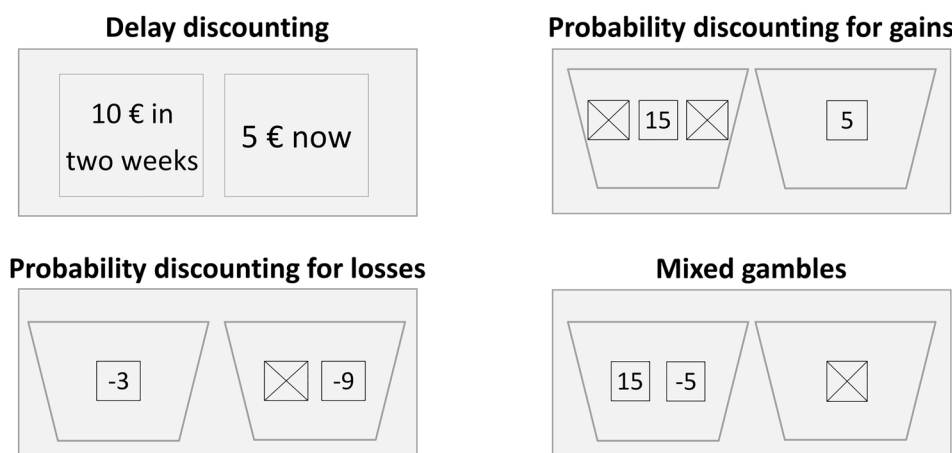 Delay discounting
10 € in
two weeks
5 € now
Probability discounting for gains
15
5
Probability discounting for losses
-3
-9
Mixed gambles
15
-5